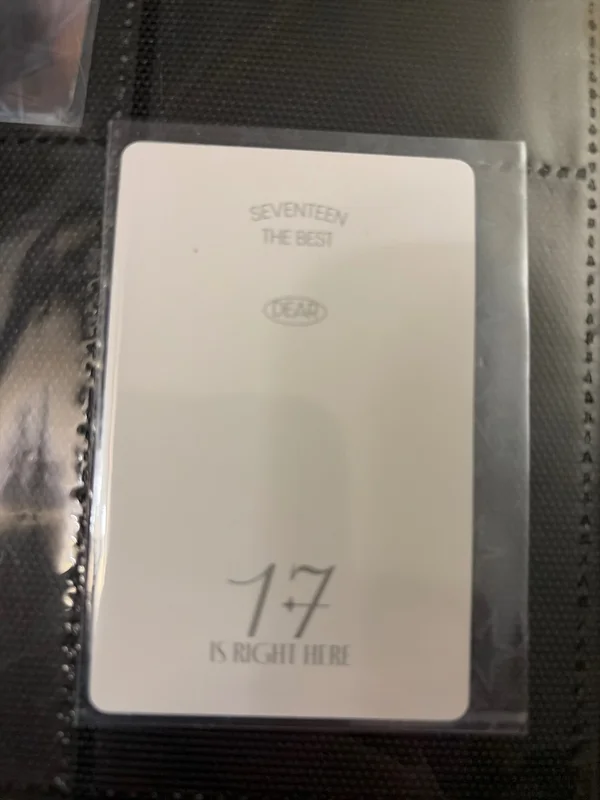 SEVENTEEN
THE BEST
DEAR
17
IS RIGHT HERE